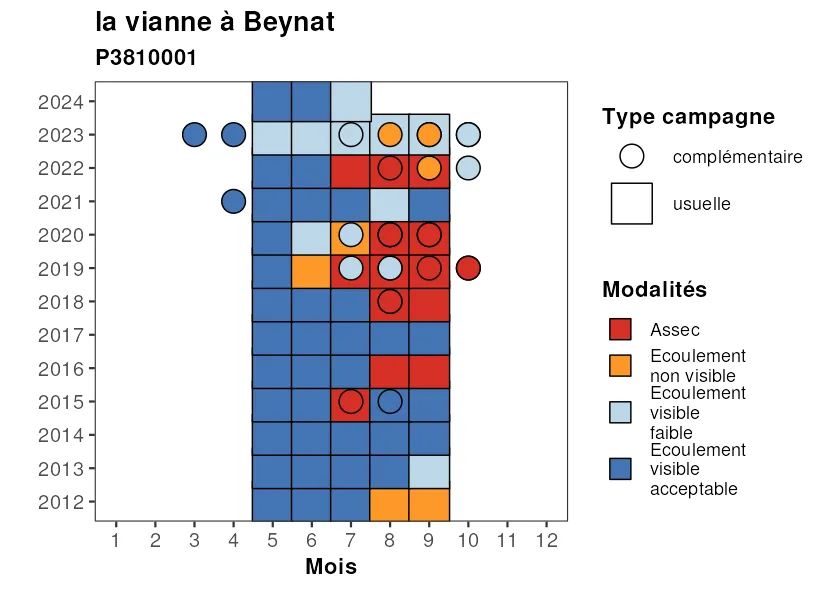 la vianne à Beynat
P3810001
2024
2023
2022
2021
2020
2019
2018
2017
2016
2015
2014
2013
2012
1 2 3 4 5 6 7 8 9 10 11 12
Mois
Type campagne
complémentaire
usuelle
Modalités
Assec
Ecoulement
non visible
Ecoulement
visible
faible
Ecoulement
visible
acceptable